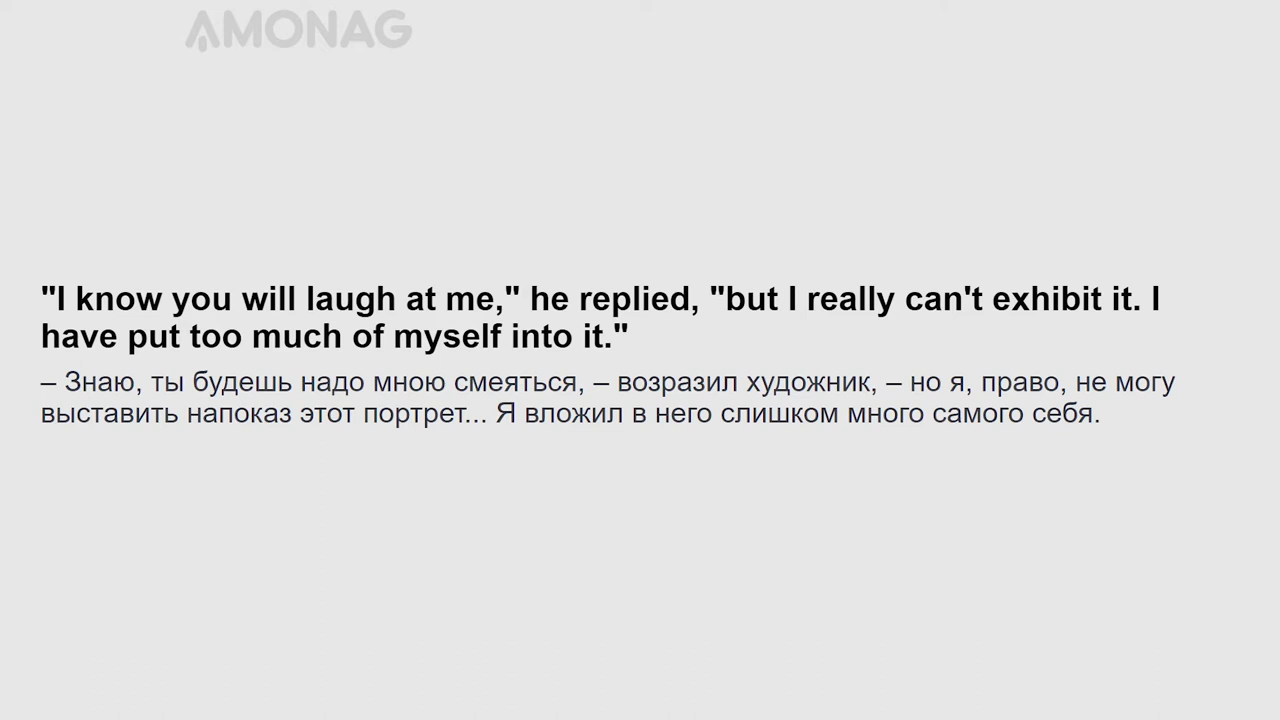 AMONAG
"I know you will laugh at me," he replied, "but I really can't exhibit it. I
have put too much of myself into it."
– Знаю, ты будешь надо мною смеяться, – возразил художник, – но я, право, не могу
выставить напоказ этот портрет... Я вложил в него слишком много самого себя.